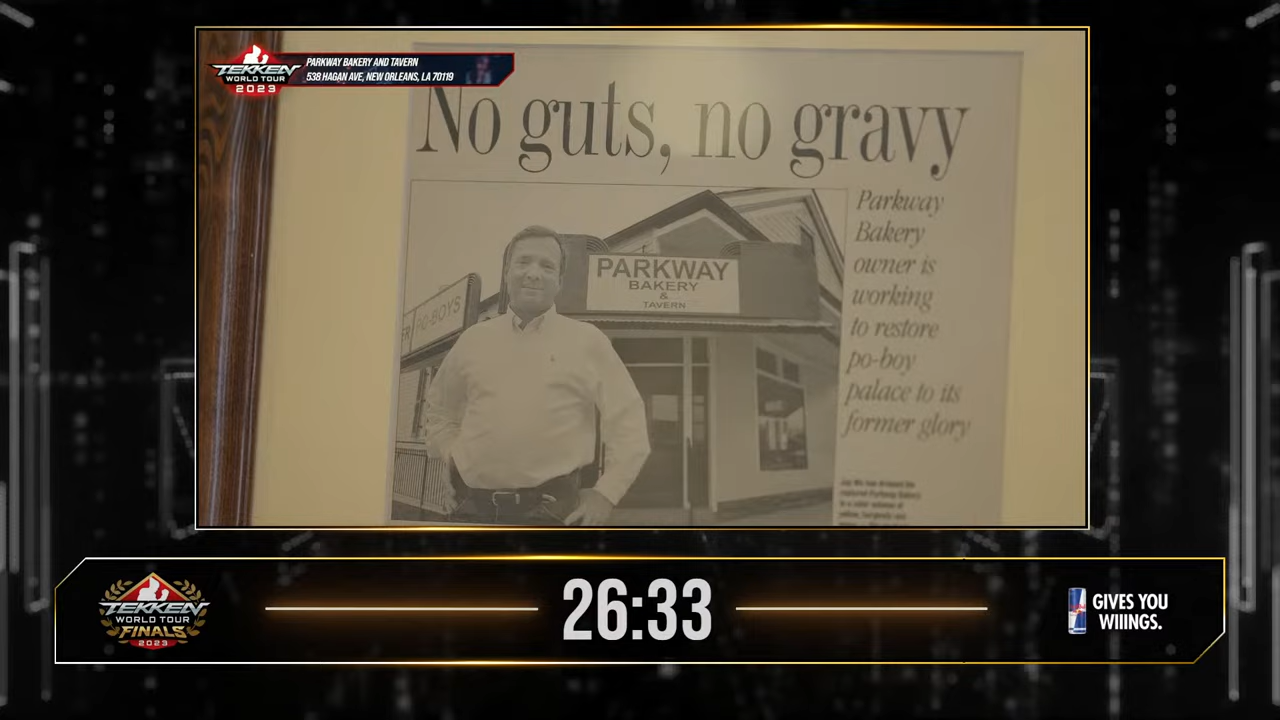 TEKKEN
WORLD TOUR
2023
PARKWAY BAKERY AND TAVERN
538 HAGAN AVE, NEW ORLEANS, LA 70119
No guts, no gravy
PO-BOYS
PARKWAY
BAKERY
&
TAVERN
Parkway
Bakery
owner is
working
to restore
po-boy
palace to its
former glory
TEKKEN
WORLD TOUR
FINALS
2023
26:33
GIVES YOU
WIIINGS.